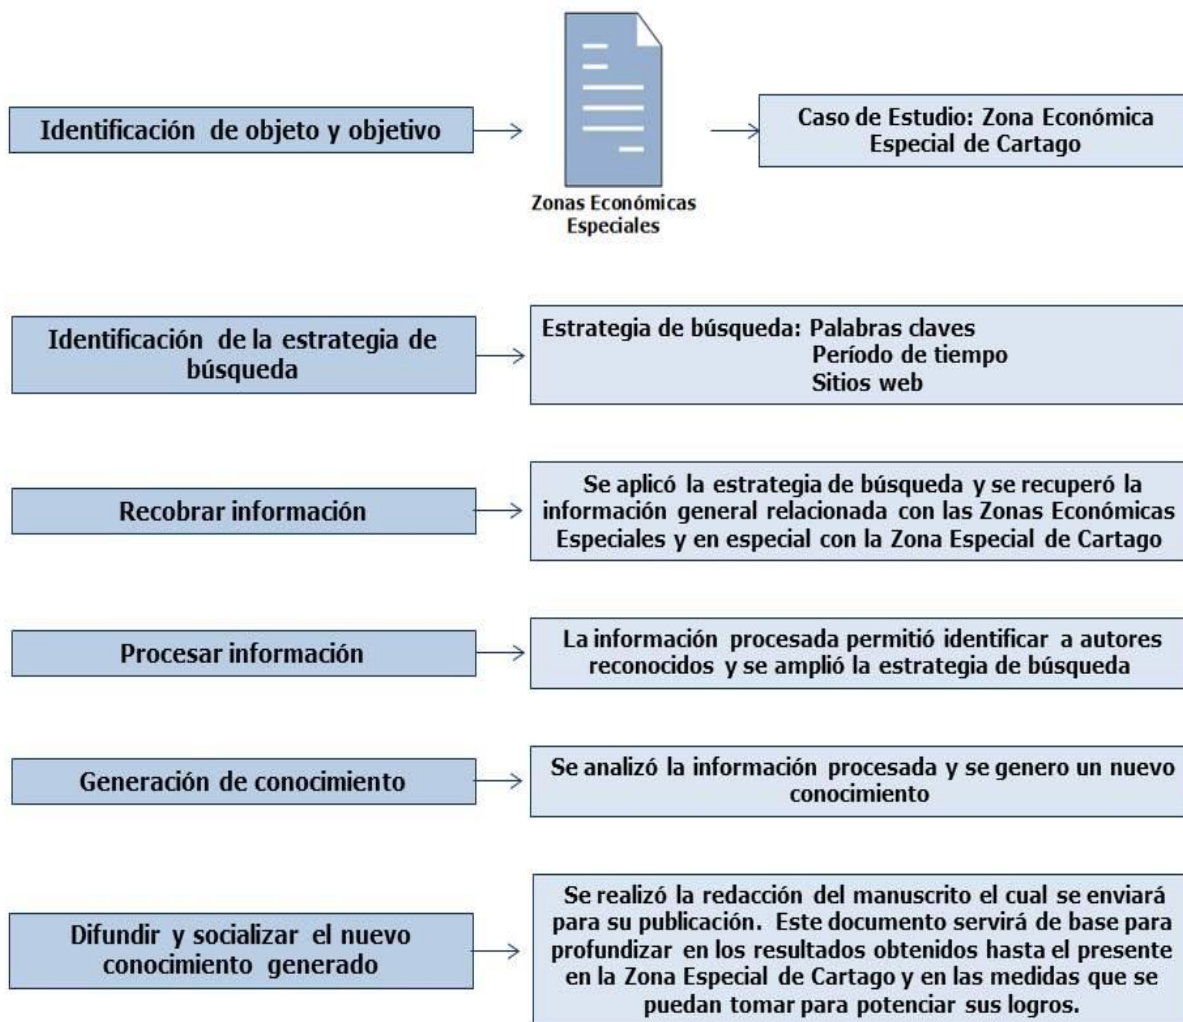 Identificación de objeto y objetivo
Zonas Económicas
Especiales
Caso de Estudio: Zona Económica
Especial de Cartago
Identificación de la estrategia de
búsqueda
Estrategia de búsqueda: Palabras claves
Período de tiempo
Sitios web
Recobrar información
Se aplicó la estrategia de búsqueda y se recuperó la
información general relacionada con las Zonas Económicas
Especiales y en especial con la Zona Especial de Cartago
Procesar información
La información procesada permitió identificar a autores
reconocidos y se amplió la estrategia de búsqueda
Generación de conocimiento
Se analizó la información procesada y se genero un nuevo
conocimiento
Difundir y socializar el nuevo
conocimiento generado
Se realizó la redacción del manuscrito el cual se enviará
para su publicación. Este documento servirá de base para
profundizar en los resultados obtenidos hasta el presente
en la Zona Especial de Cartago y en las medidas que se
puedan tomar para potenciar sus logros.